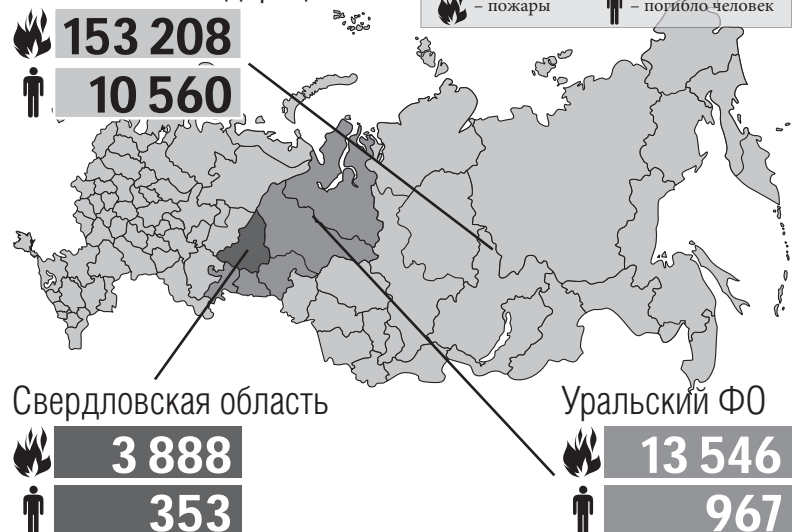 – пожары
– погибло человек
153 208
10 560
Свердловская область
3 888
353
Уральский ФО
13 546
967